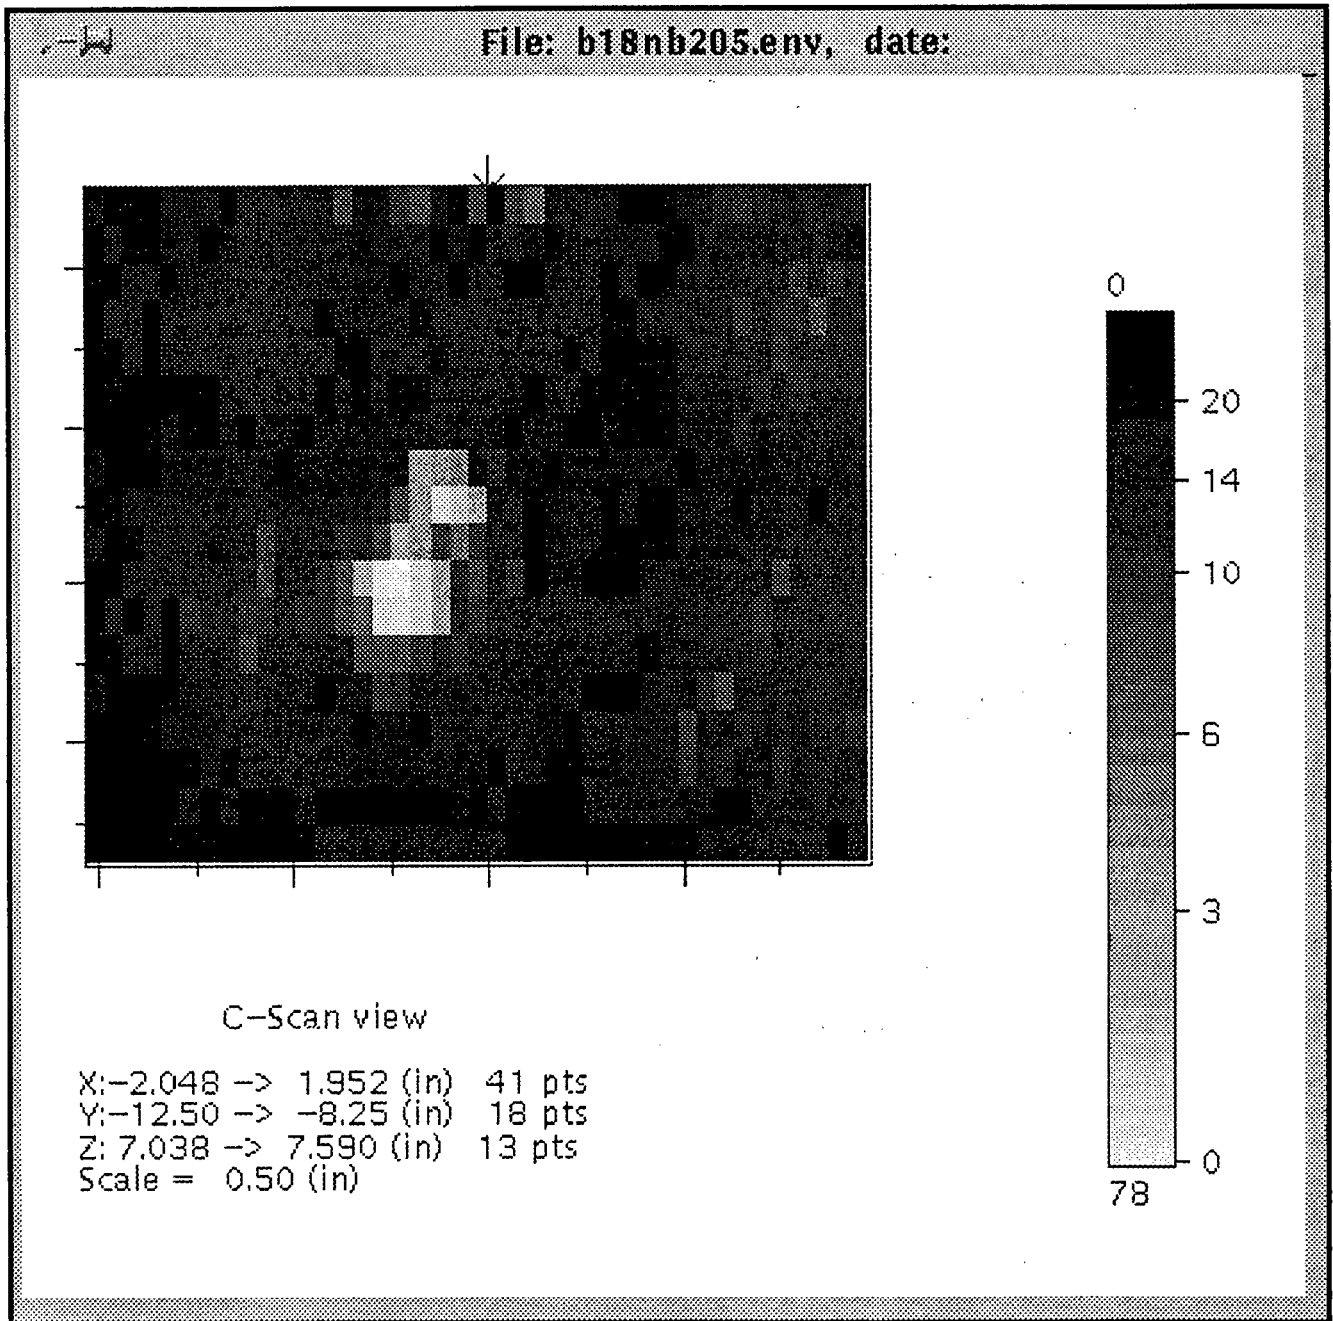 File: b18nb205.env, date:
0
20
14
10
6
3
0
78
C-Scan view
X:-2.048 -> 1.952 (in) 41 pts
Y:-12.50 -> -8.25 (in) 18 pts
Z: 7.038 -> 7.590 (in) 13 pts
Scale = 0.50 (in)